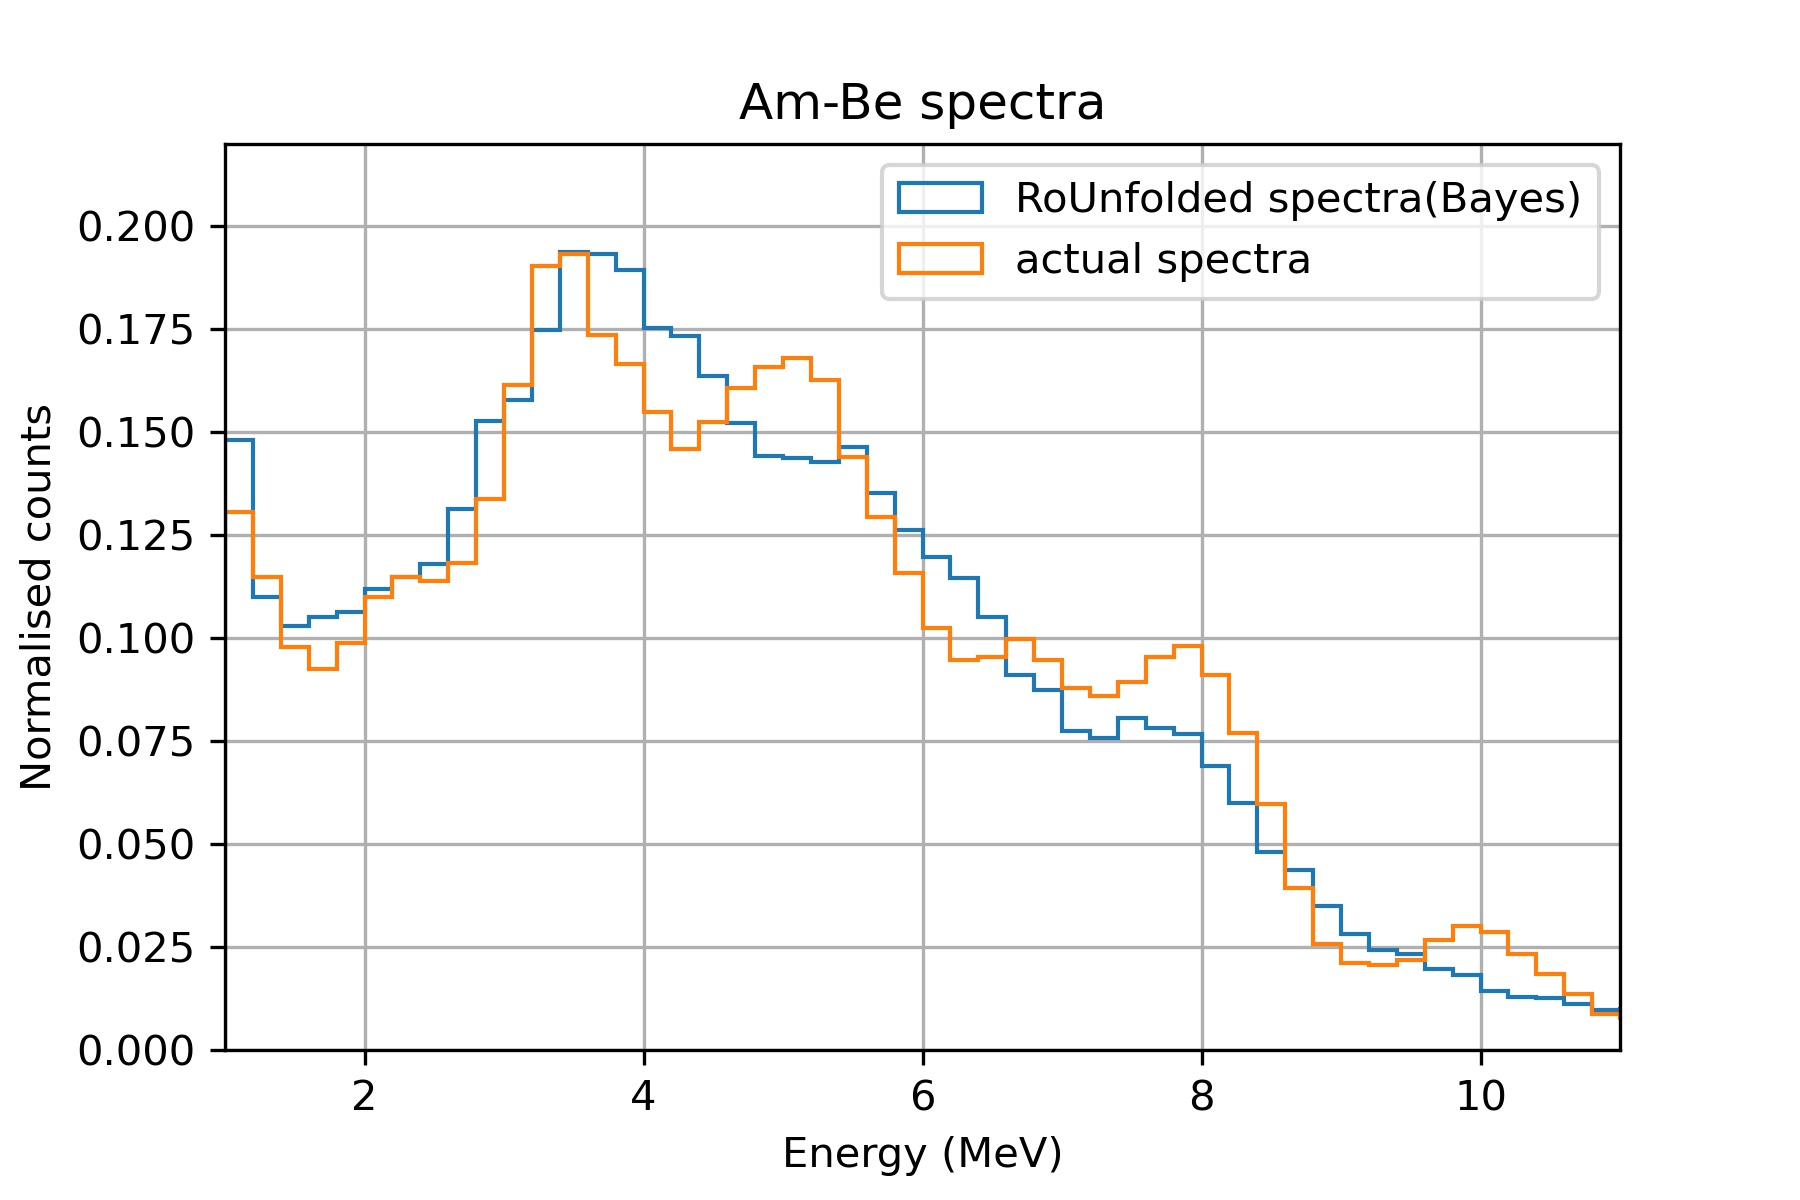 Am-Be spectra
RoUnfolded spectra(Bayes)
actual spectra
Normalised counts
0.200
0.175
0.150
0.125
0.100
0.075
0.050
0.025
0.000
2 4 6 8 10
Energy (MeV)